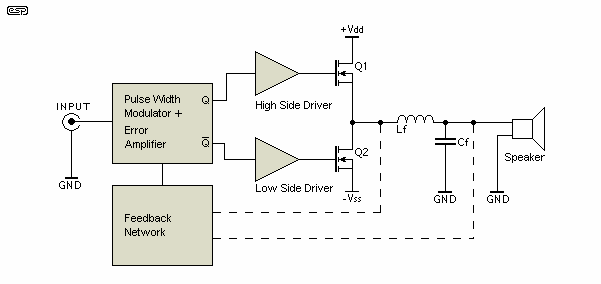 esp
+Vdd
Q1
Pulse Width
Modulator +
Error
Amplifier
Q
Q̅
High Side Driver
INPUT
GND
Lf
Cf
Q2
Speaker
Low Side Driver
-Vss
GND
GND
Feedback
Network